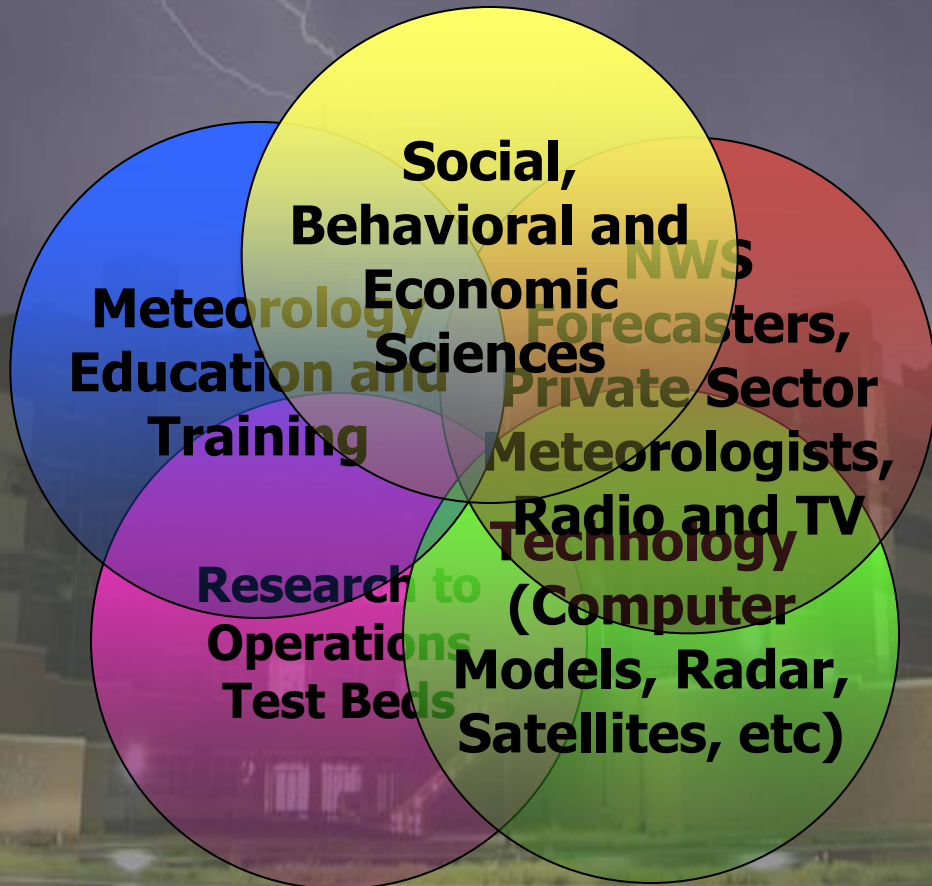 Social,
Behavioral and
Economic
Sciences
Meteorology
Education and
Training
NWS
Forecasters,
Private Sector
Meteorologists,
Radio and TV
Research to
Operations
Test Beds
Technology
(Computer
Models, Radar,
Satellites, etc)